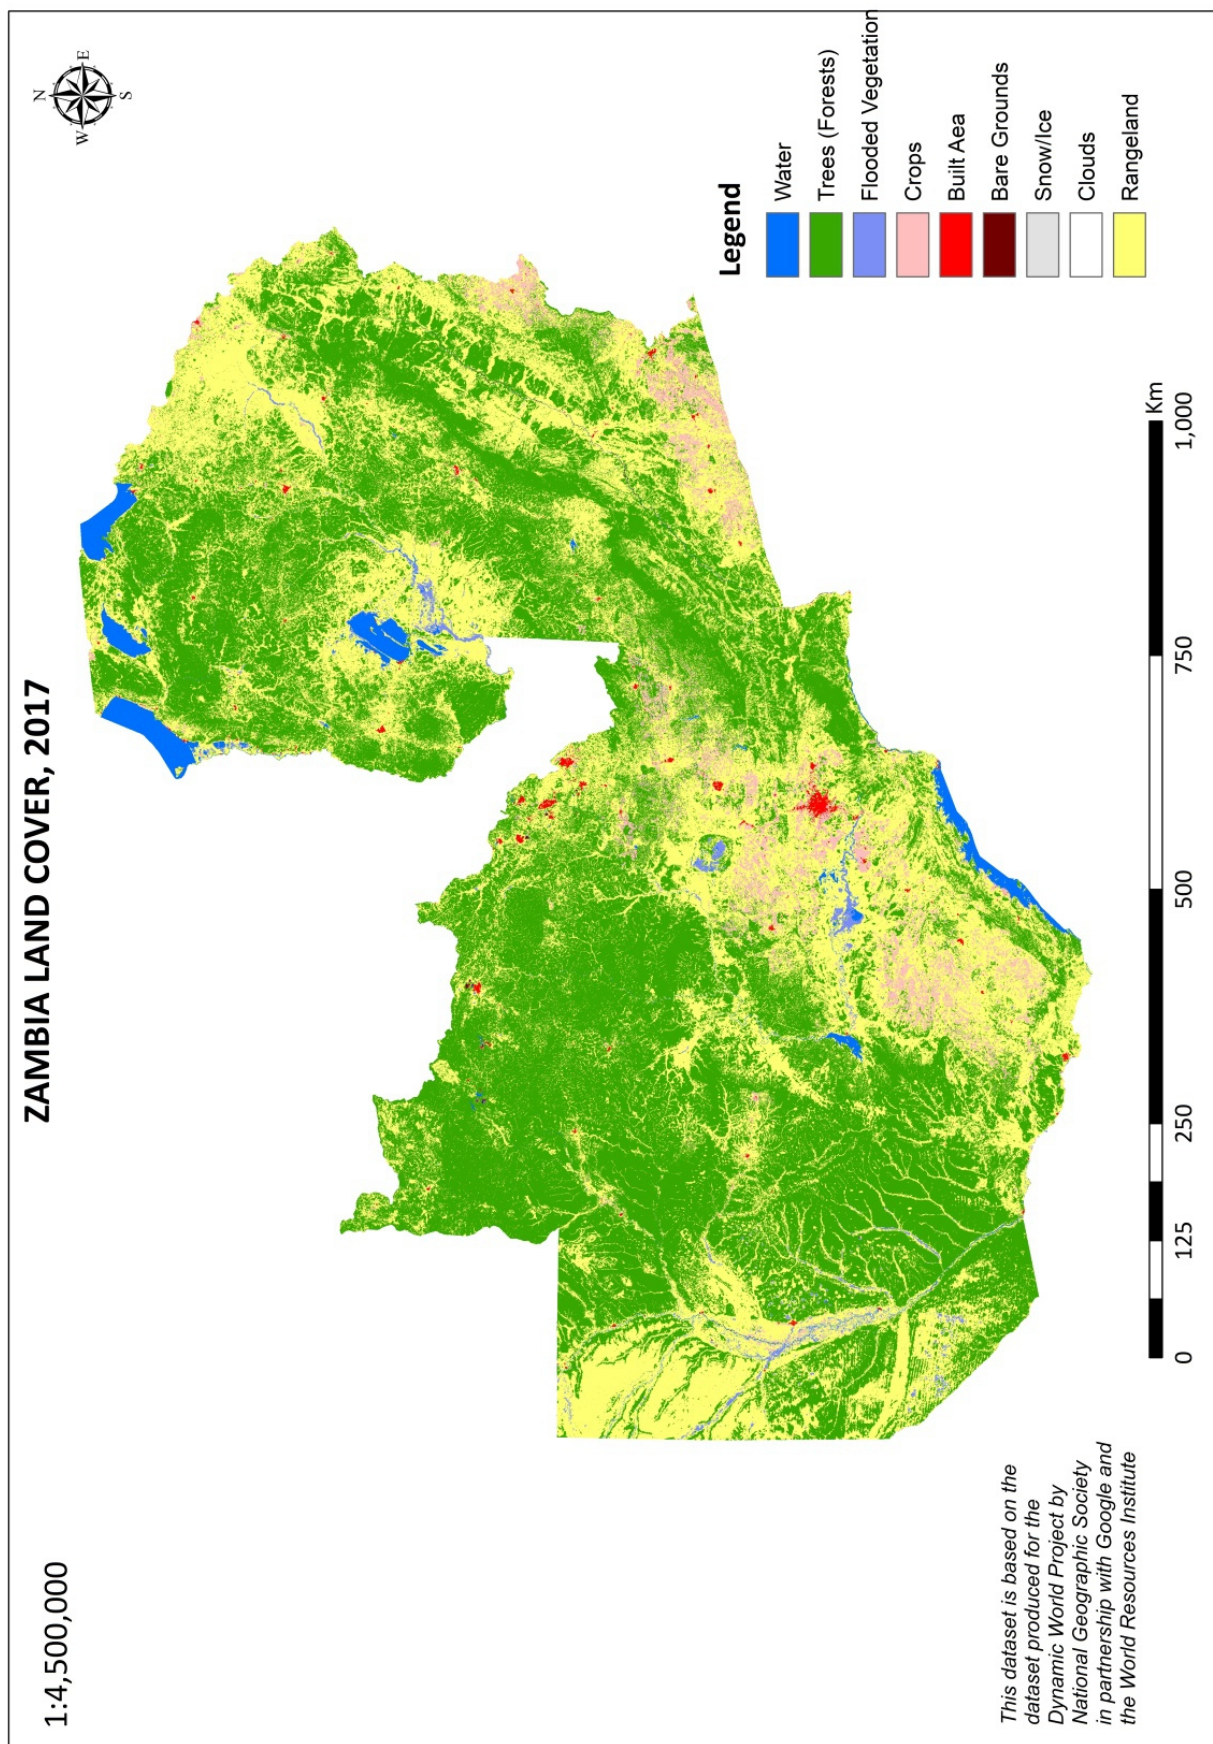 ZAMBIA LAND COVER, 2017
1:4,500,000
N
W
E
S
Legend
Water
Trees (Forests)
Flooded Vegetation
Crops
Built Aea
Bare Grounds
Snow/Ice
Clouds
Rangeland
This dataset is based on the
dataset produced for the
Dynamic World Project by
National Geographic Society
in partnership with Google and
the World Resources Institute
Km
0 125 250 500 750 1,000